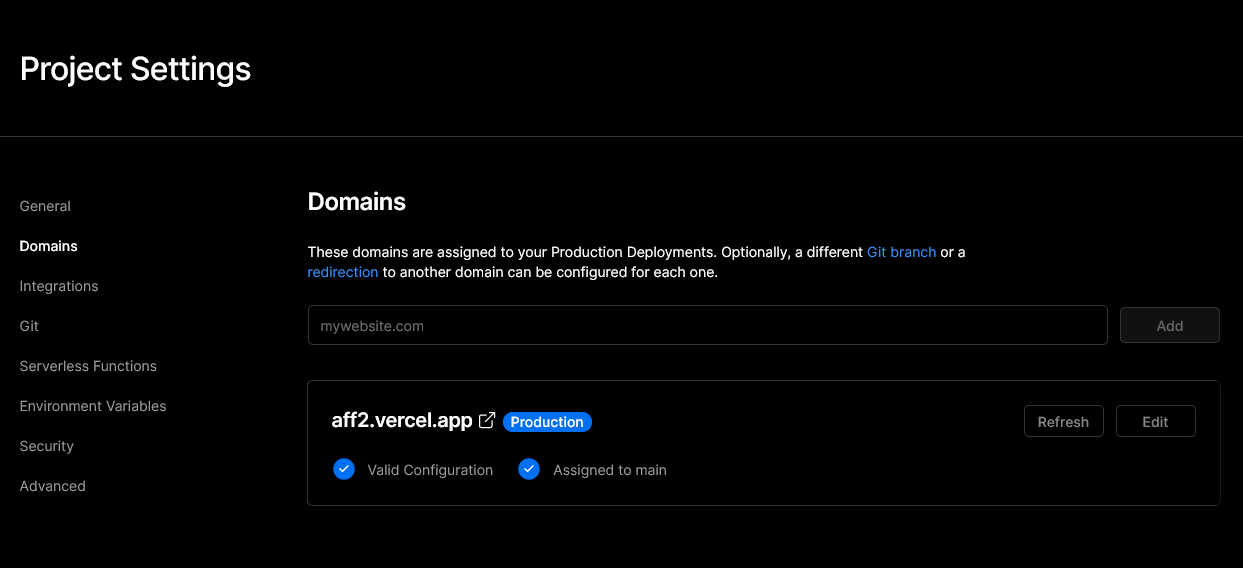 Project Settings
General
Domains
Integrations
Git
Serverless Functions
Environment Variables
Security
Advanced
Domains
These domains are assigned to your Production Deployments. Optionally, a different Git branch or a
redirection to another domain can be configured for each one.
mywebsite.com
Add
aff2.vercel.app Production
Refresh
Edit
Valid Configuration
Assigned to main